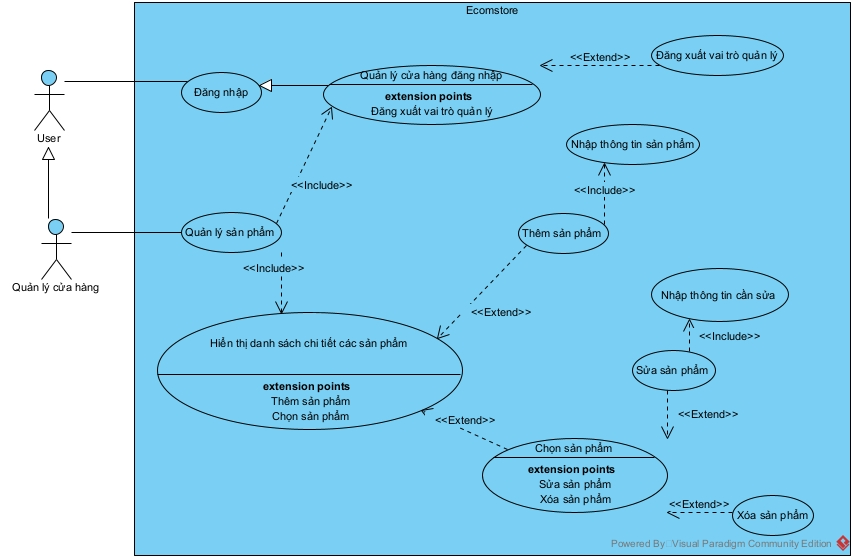 Ecomstore
<<Extend>>
Đăng xuất vai trò quản lý
Quản lý cửa hàng đăng nhập
Đăng nhập
extension points
Đăng xuất vai trò quản lý
User
Nhập thông tin sản phẩm
<<Include>>
<<Include>>
Quản lý sản phẩm
Thêm sản phẩm
<<Include>>
Quản lý cửa hàng
Nhập thông tin cần sửa
<<Extend>>
<<Include>>
Hiển thị danh sách chi tiết các sản phẩm
Sửa sản phẩm
extension points
Thêm sản phẩm
Chọn sản phẩm
<<Extend>>
<<Extend>>
Chọn sản phẩm
extension points
Sửa sản phẩm
Xóa sản phẩm
<<Extend>>
Xóa sản phẩm
Powered By Visual Paradigm Community Edition